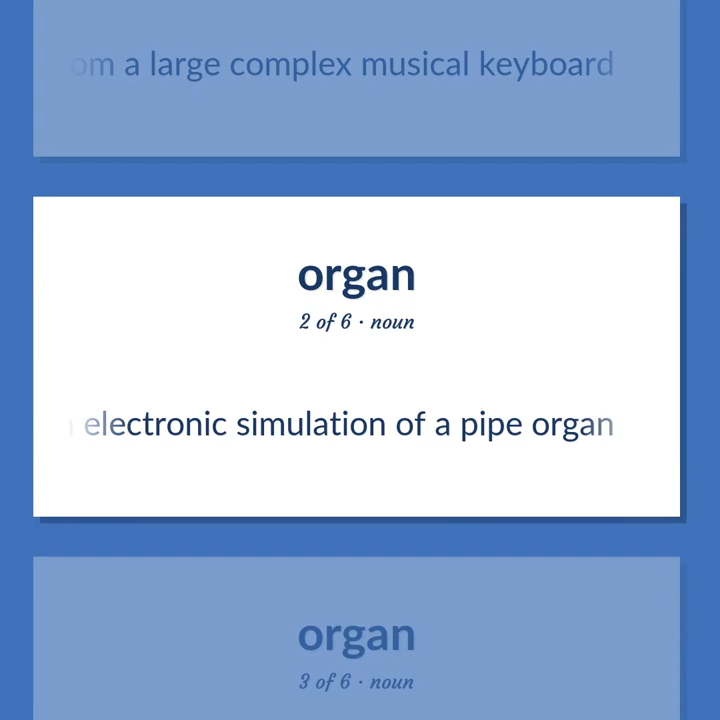 om a large complex musical keyboard
organ
2 of 6 · noun
electronic simulation of a pipe organ
organ
3 of 6 · noun